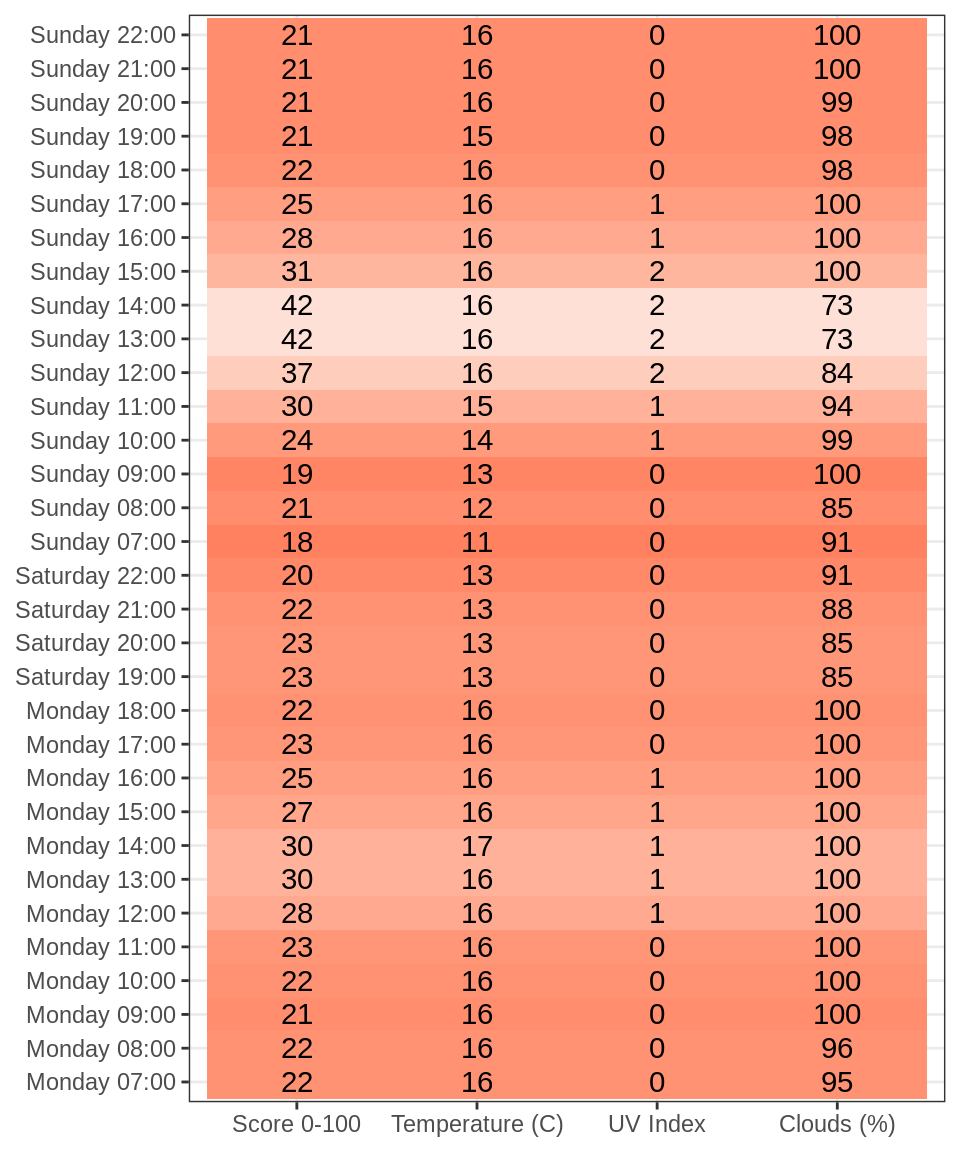 Sunday 22:00 21 16 0 100
Sunday 21:00 21 16 0 100
Sunday 20:00 21 16 0 99
Sunday 19:00 21 15 0 98
Sunday 18:00 22 16 0 98
Sunday 17:00 25 16 1 100
Sunday 16:00 28 16 1 100
Sunday 15:00 31 16 2 100
Sunday 14:00 42 16 2 73
Sunday 13:00 42 16 2 73
Sunday 12:00 37 16 2 84
Sunday 11:00 30 15 1 94
Sunday 10:00 24 14 1 99
Sunday 09:00 19 13 0 100
Sunday 08:00 21 12 0 85
Sunday 07:00 18 11 0 91
Saturday 22:00 20 13 0 91
Saturday 21:00 22 13 0 88
Saturday 20:00 23 13 0 85
Saturday 19:00 23 13 0 85
Monday 18:00 22 16 0 100
Monday 17:00 23 16 0 100
Monday 16:00 25 16 1 100
Monday 15:00 27 16 1 100
Monday 14:00 30 17 1 100
Monday 13:00 30 16 1 100
Monday 12:00 28 16 1 100
Monday 11:00 23 16 0 100
Monday 10:00 22 16 0 100
Monday 09:00 21 16 0 100
Monday 08:00 22 16 0 96
Monday 07:00 22 16 0 95
Score 0-100 Temperature (C) UV Index Clouds (%)